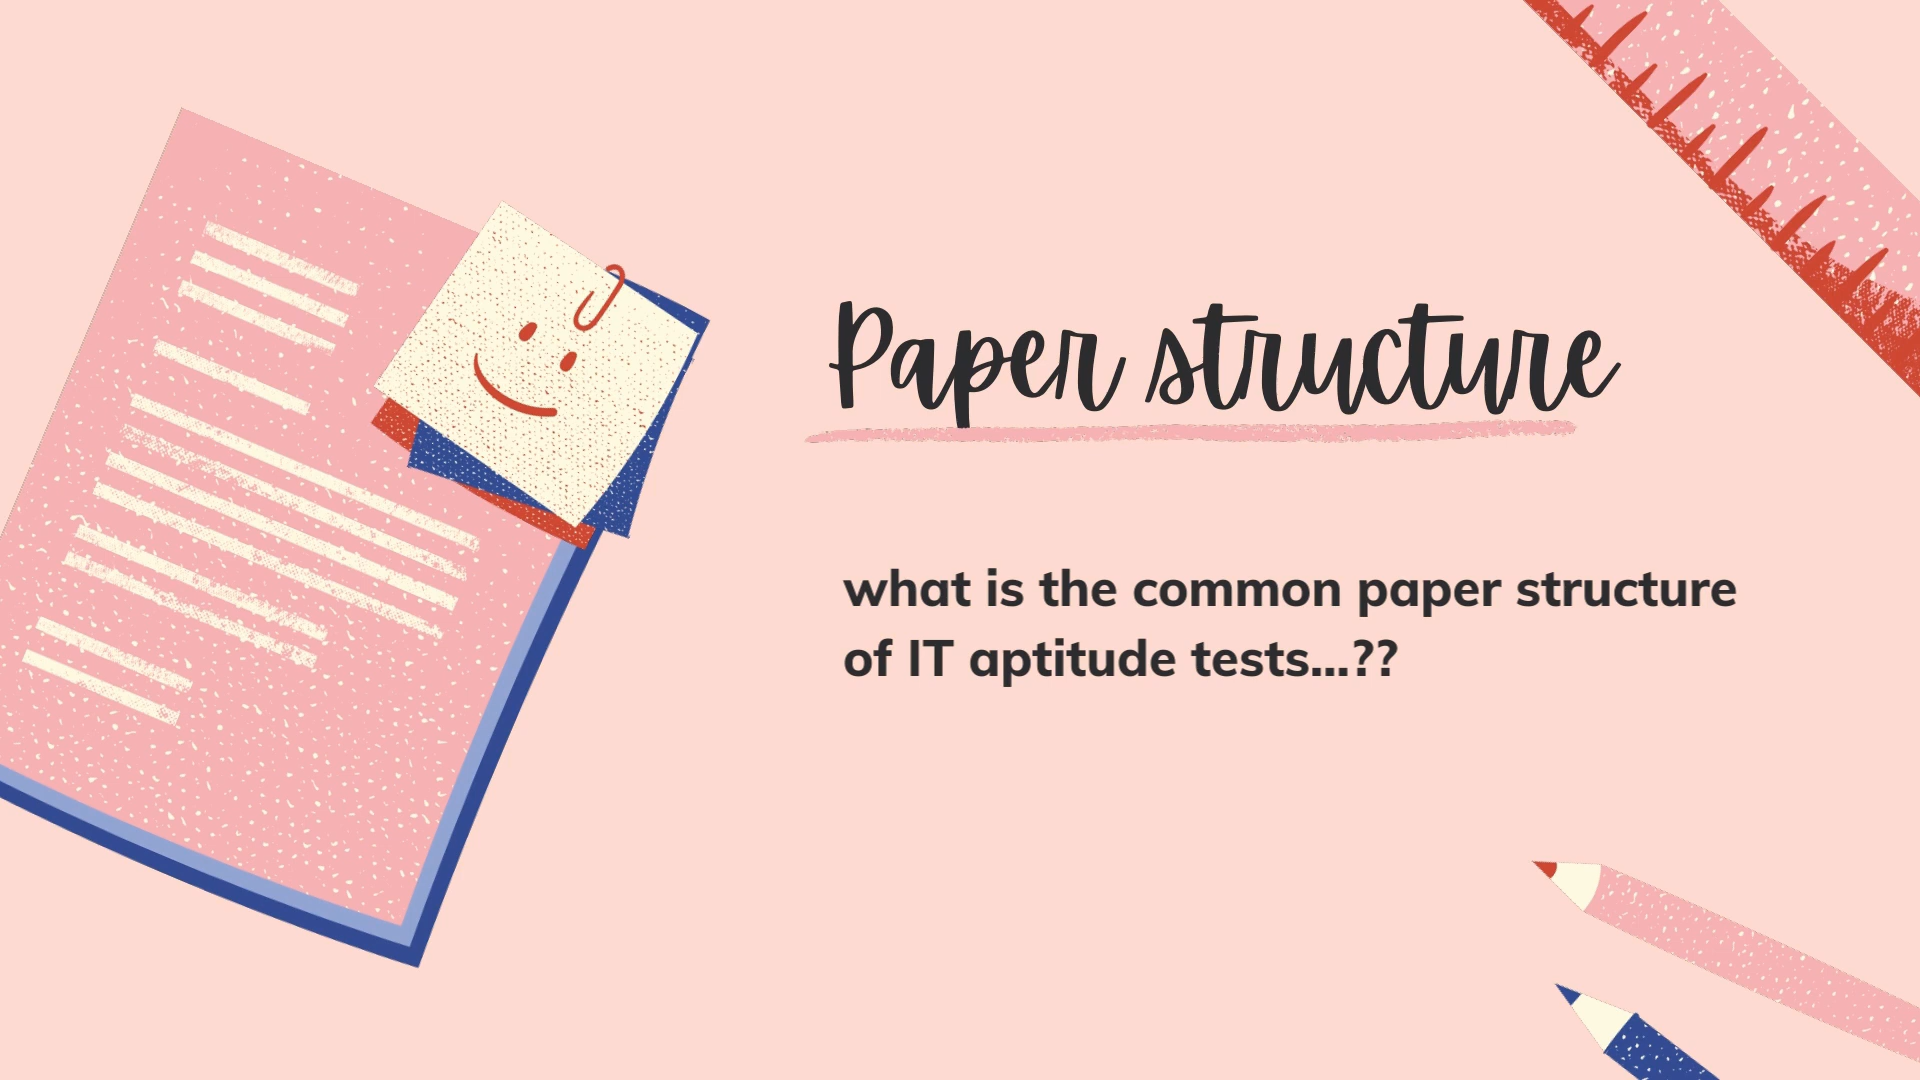 Paper structure
what is the common paper structure
of IT aptitude tests...??